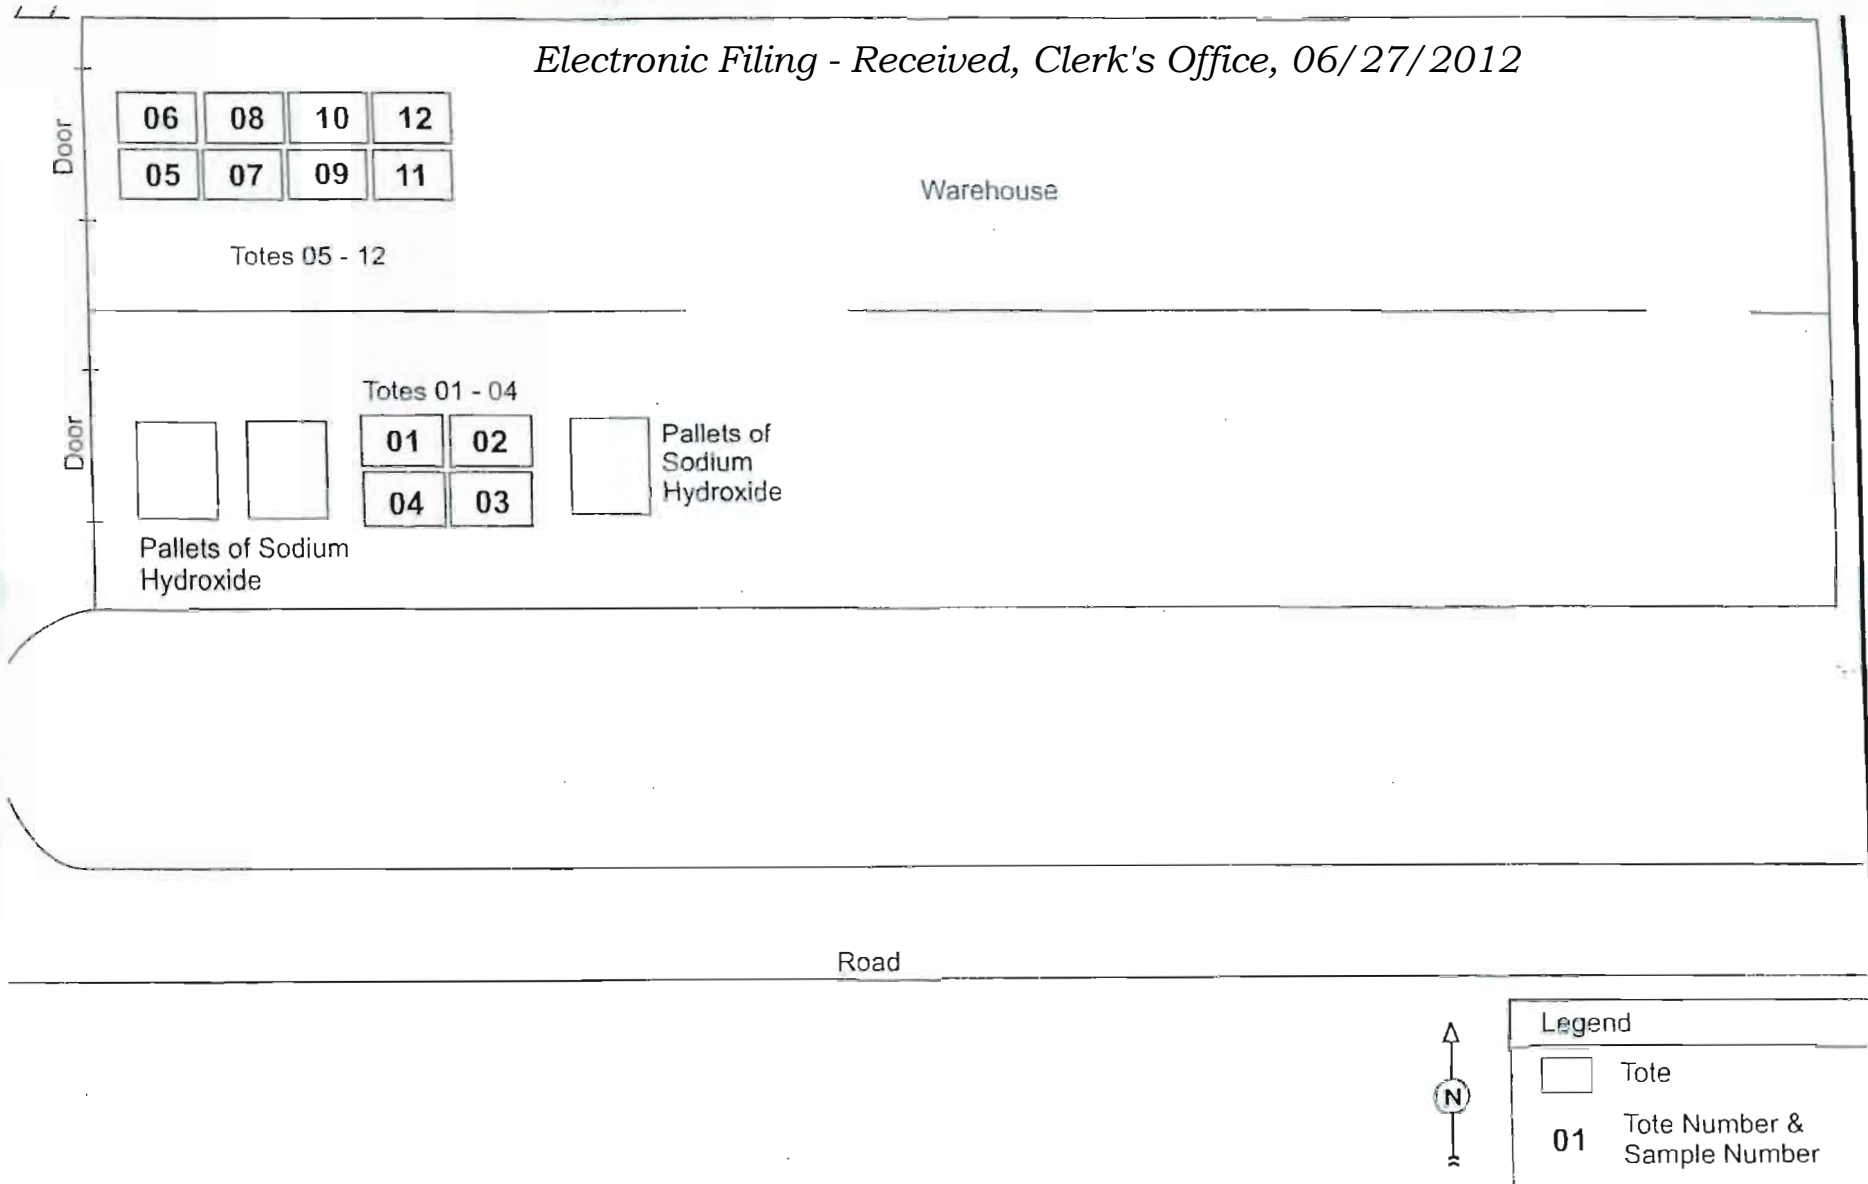 Electronic Filing - Received, Clerk's Office, 06/27/2012
Door
06 08 10 12
05 07 09 11
Totes 05 - 12
Warehouse
Door
Totes 01 - 04
01 02
04 03
Pallets of
Sodium
Hydroxide
Pallets of Sodium
Hydroxide
Road
N
Legend
Tote
01
Tote Number &
Sample Number